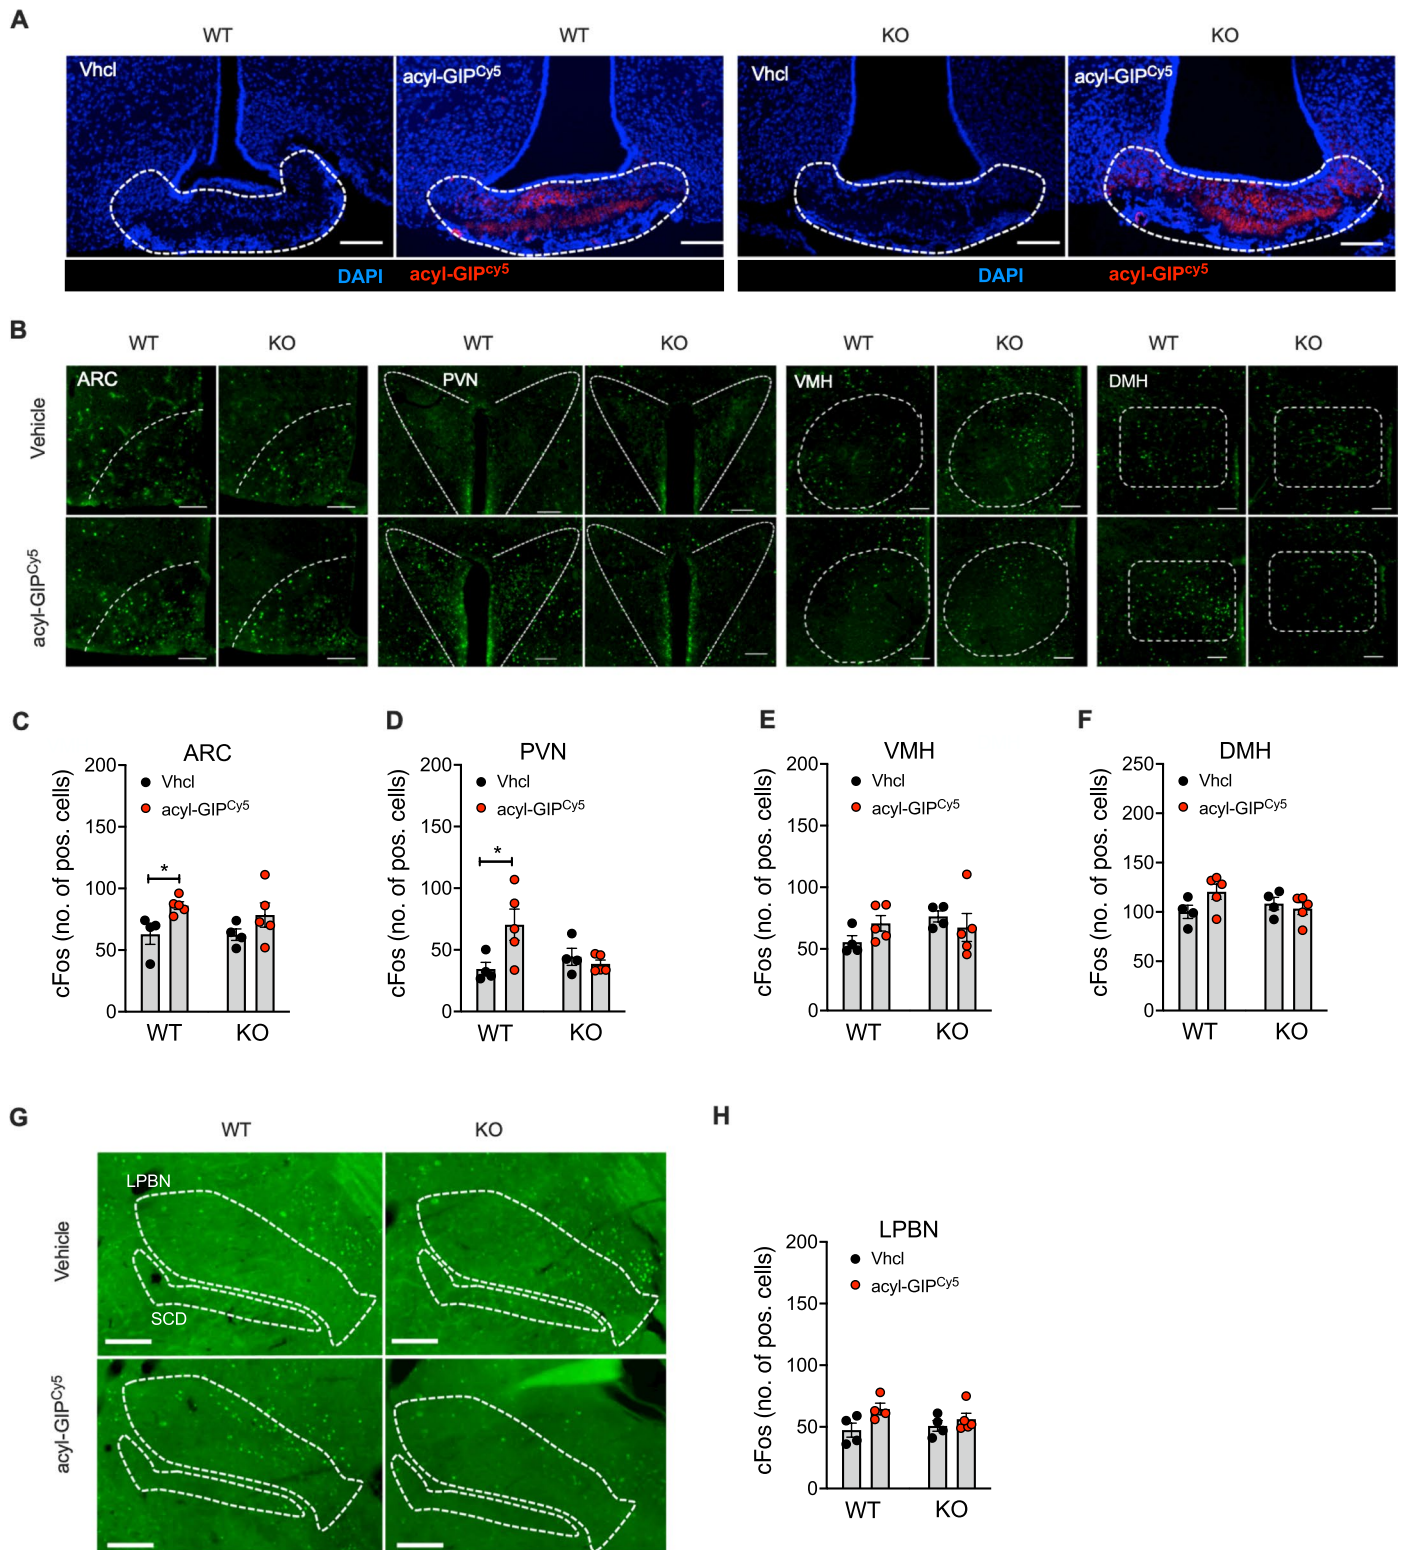 A
WT WT KO KO
Vhcl acyl-GIPCy5 Vhcl acyl-GIPCy5
DAPI acyl-GIPcy5 DAPI acyl-GIPcy5
B
WT KO WT KO WT KO WT KO
ARC PVN VMH DMH
Vehicle
acyl-GIPCy5
C
ARC
Vhcl
acyl-GIPCy5
cFos (no. of pos. cells)
200
150
100
50
0
*
WT KO
D
PVN
Vhcl
acyl-GIPCy5
cFos (no. of pos. cells)
200
150
100
50
0
*
WT KO
E
VMH
Vhcl
acyl-GIPCy5
cFos (no. of pos. cells)
200
150
100
50
0
WT KO
F
DMH
Vhcl
acyl-GIPCy5
cFos (no. of pos. cells)
250
200
150
100
50
0
WT KO
G
WT KO
LPBN
SCD
Vehicle
acyl-GIPCy5
H
LPBN
Vhcl
acyl-GIPCy5
cFos (no. of pos. cells)
200
150
100
50
0
WT KO